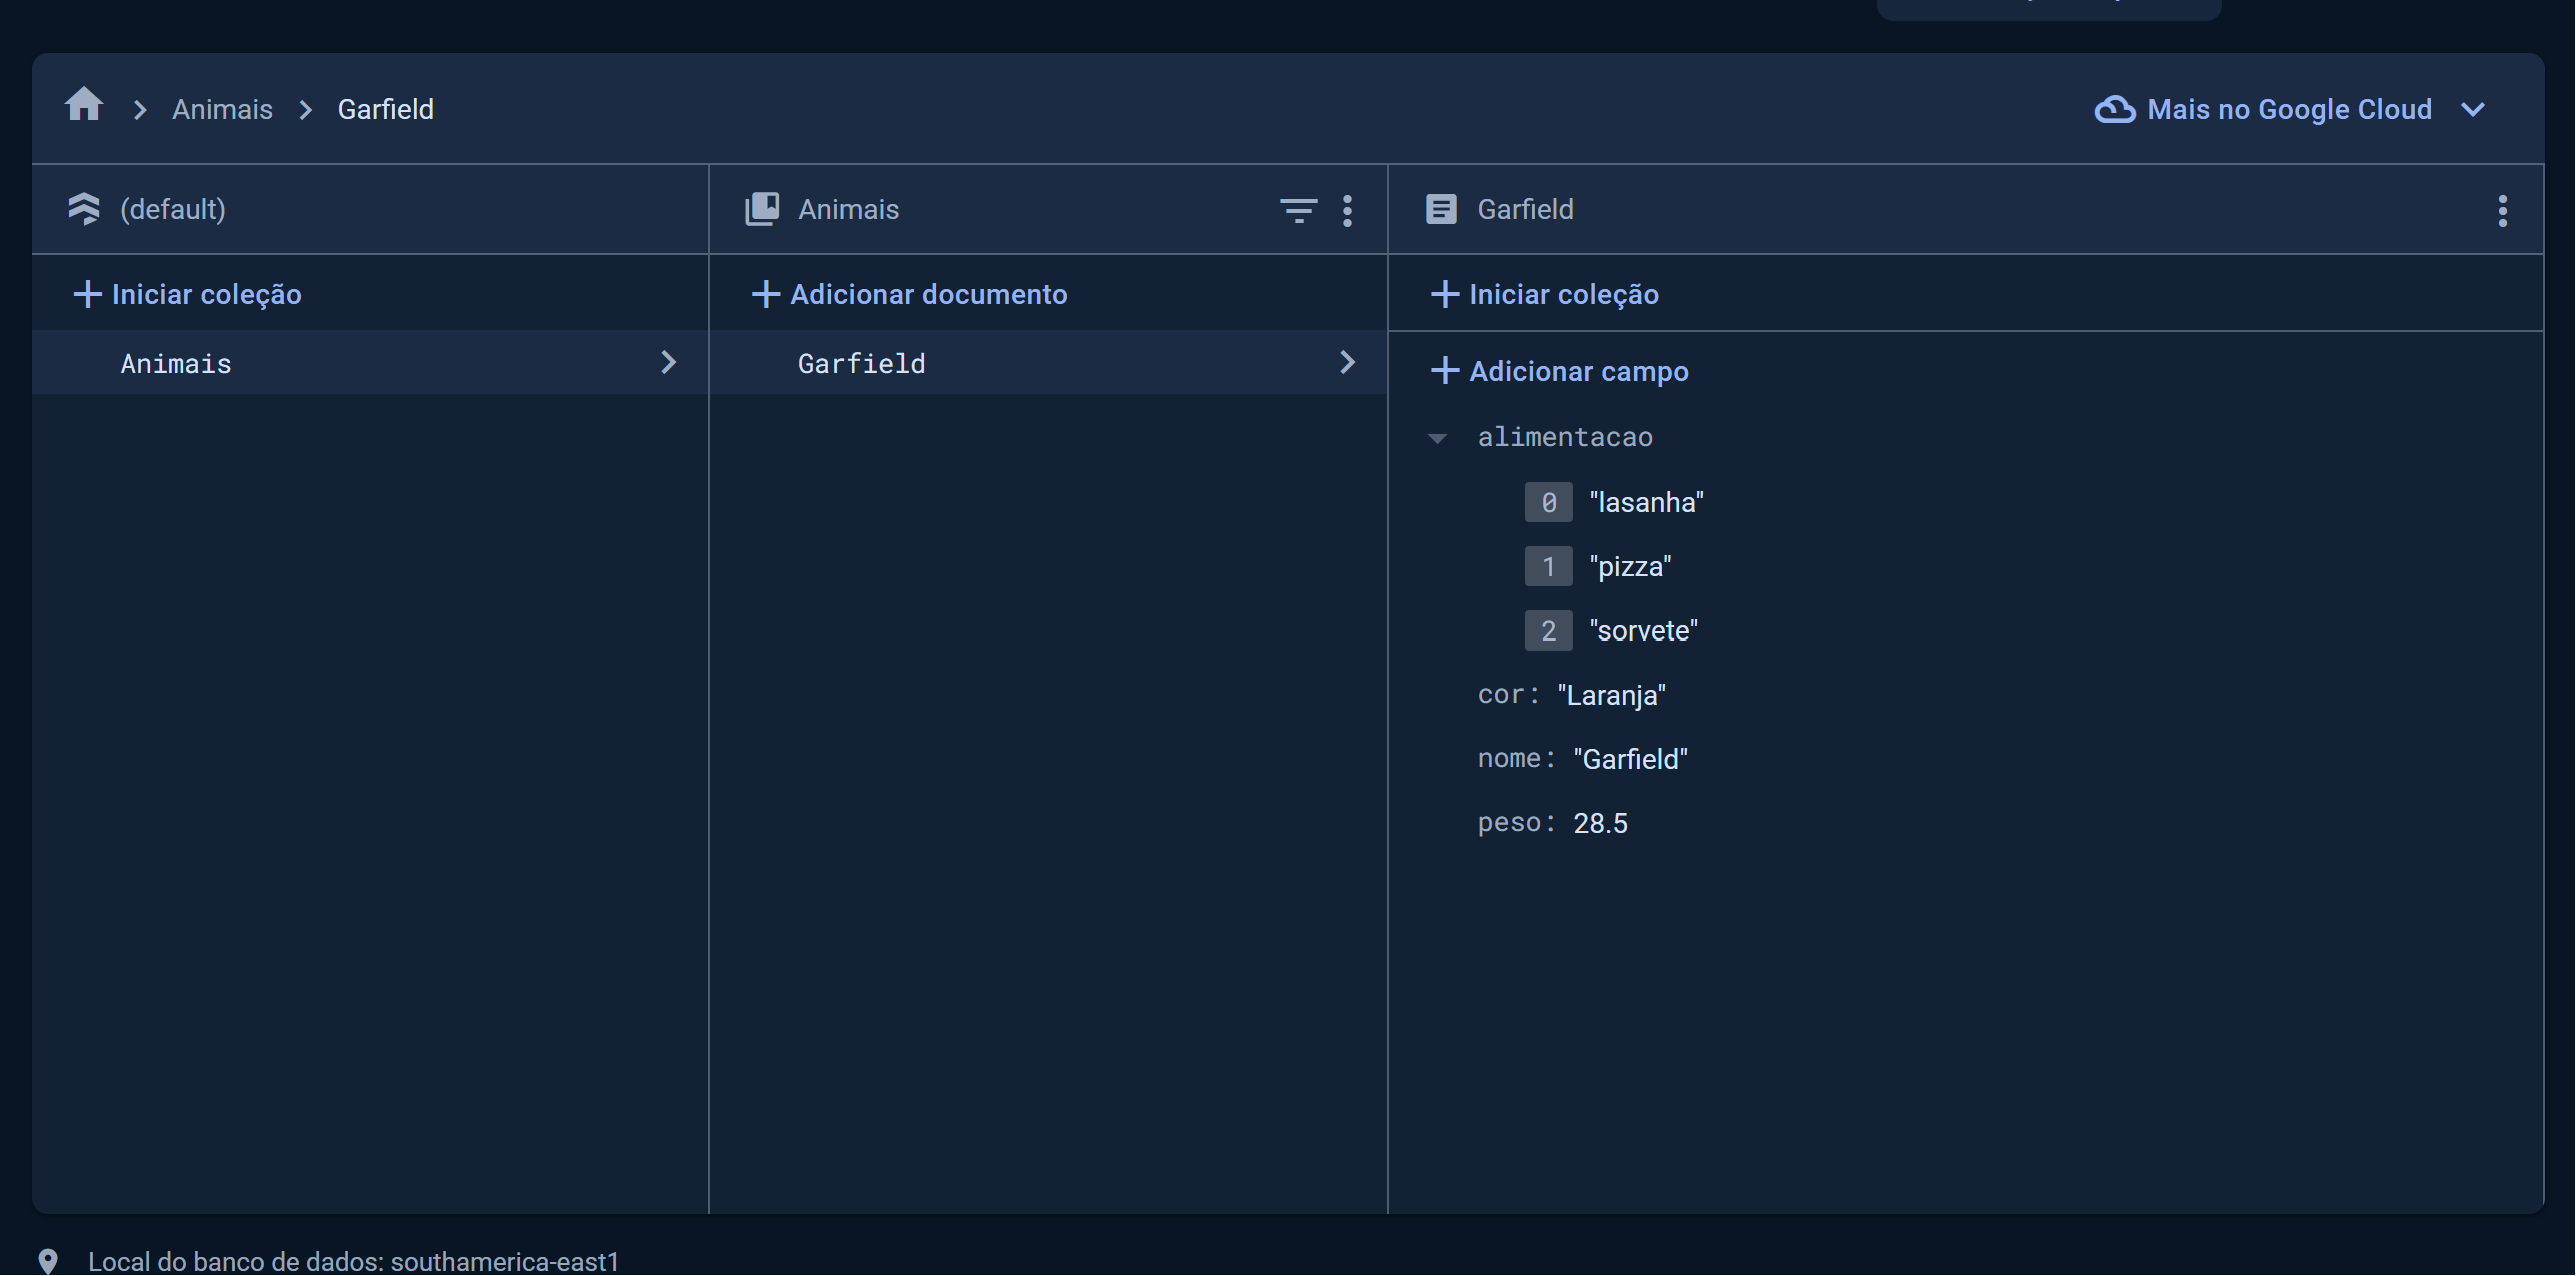 Animais
Garfield
Mais no Google Cloud
(default)
Animais
Garfield
Iniciar coleção
Adicionar documento
Iniciar coleção
Animais
Garfield
Adicionar campo
alimentacao
0 "lasanha"
1 "pizza"
2 "sorvete"
cor: "Laranja"
nome: "Garfield"
peso: 28.5
Local do banco de dados: southamerica-east1